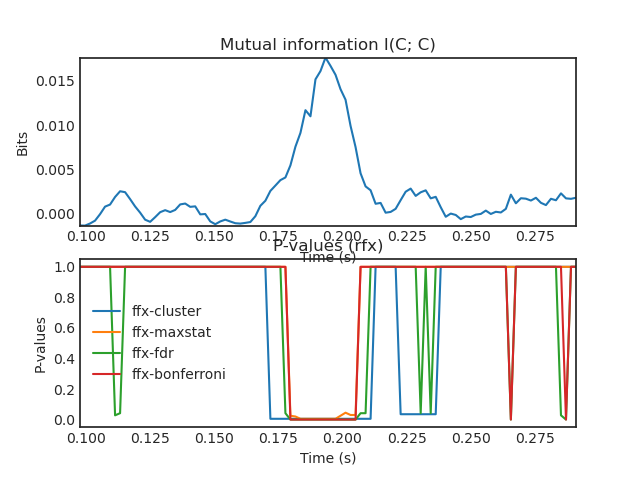 Mutual information I(C; C)
0.015
0.010
0.005
0.000
Bits
0.100 0.125 0.150 0.175 0.200 0.225 0.250 0.275
Time (s)
P-values (rfx)
1.0
0.8
0.6
0.4
0.2
0.0
P-values
ffx-cluster
ffx-maxstat
ffx-fdr
ffx-bonferroni
0.100 0.125 0.150 0.175 0.200 0.225 0.250 0.275
Time (s)